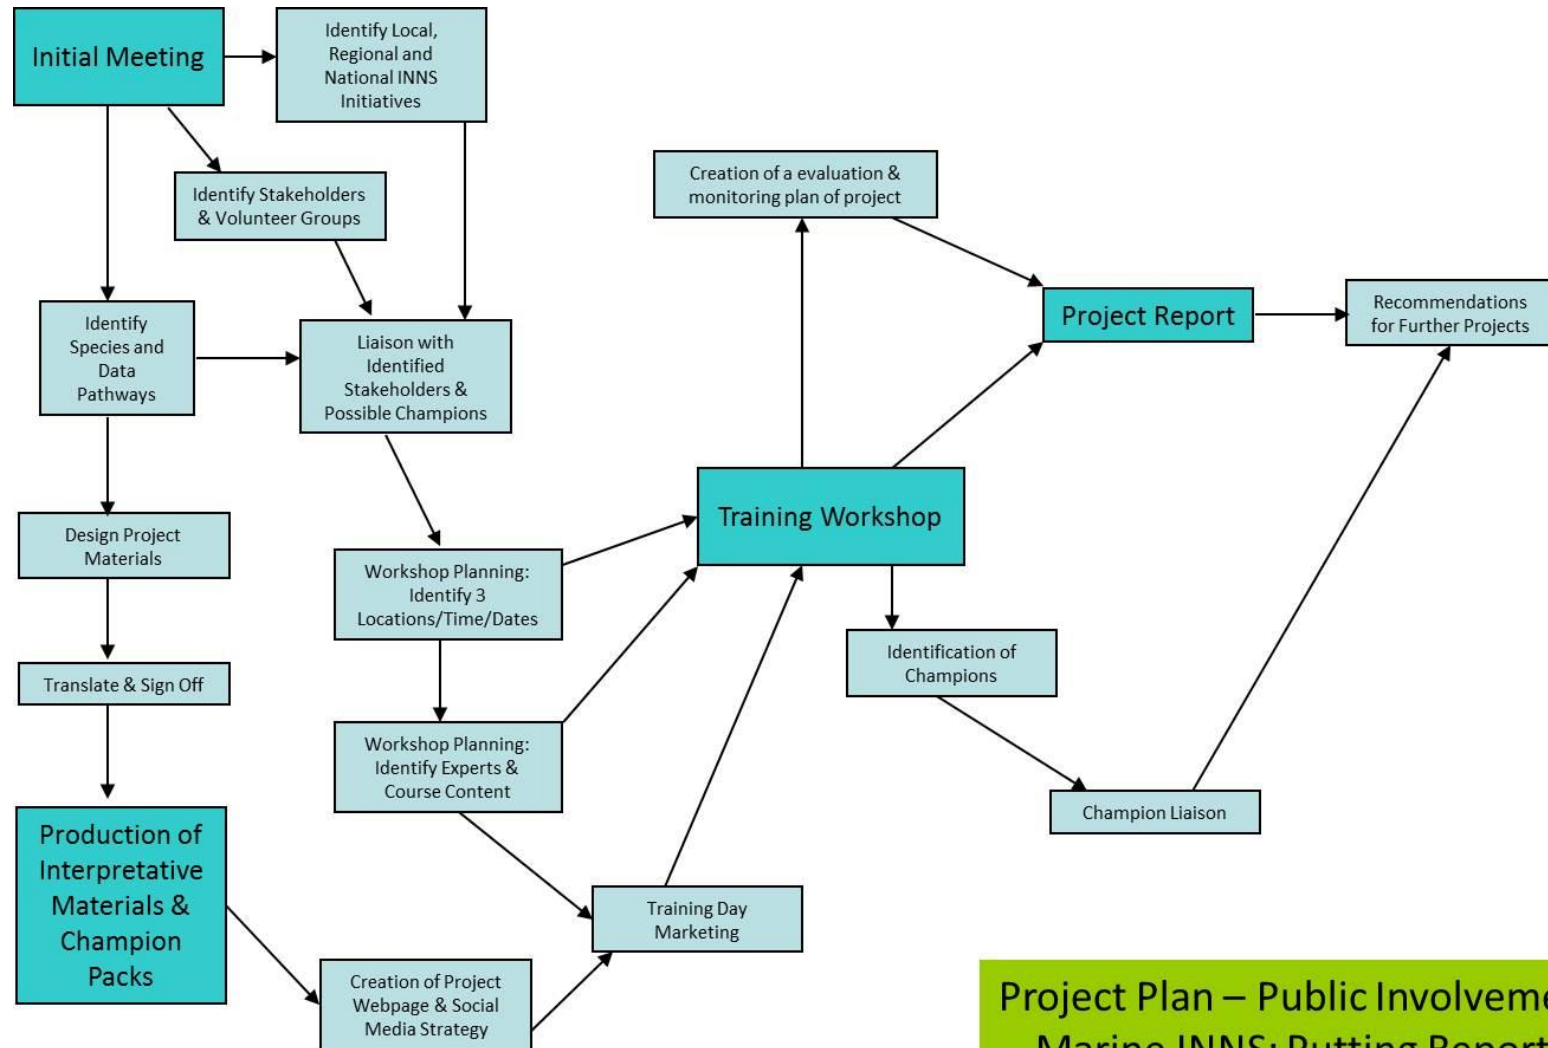 Initial Meeting
Identify Local,
Regional and
National INNS
Initiatives
Identify Stakeholders
& Volunteer Groups
Creation of a evaluation &
monitoring plan of project
Identify
Species and
Data
Pathways
Liaison with
Identified
Stakeholders &
Possible Champions
Project Report
Recommendations
for Further Projects
Design Project
Materials
Workshop Planning:
Identify 3
Locations/Time/Dates
Training Workshop
Translate & Sign Off
Identification of
Champions
Workshop Planning:
Identify Experts &
Course Content
Champion Liaison
Production of
Interpretative
Materials &
Champion
Packs
Training Day
Marketing
Creation of Project
Webpage & Social
Media Strategy
Project Plan – Public
Marine INNS: Putting